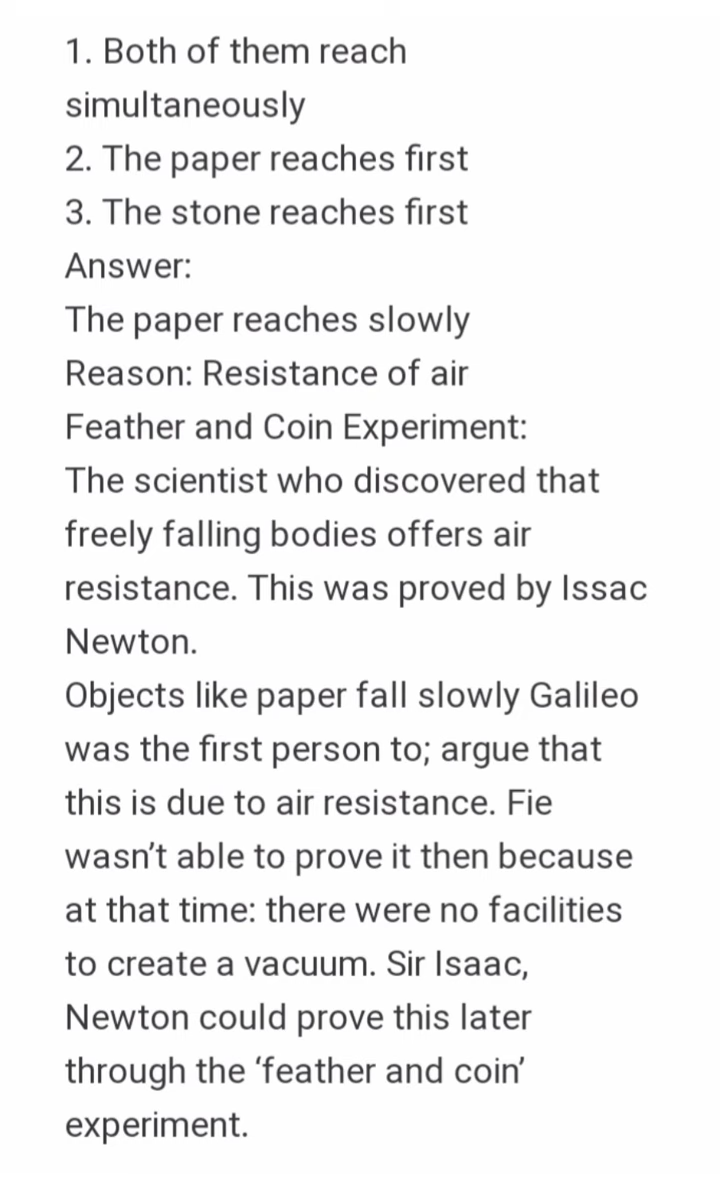 1. Both of them reach
simultaneously
2. The paper reaches first
3. The stone reaches first
Answer:
The paper reaches slowly
Reason: Resistance of air
Feather and Coin Experiment:
The scientist who discovered that
freely falling bodies offers air
resistance. This was proved by Issac
Newton.
Objects like paper fall slowly Galileo
was the first person to; argue that
this is due to air resistance. Fie
wasn’t able to prove it then because
at that time: there were no facilities
to create a vacuum. Sir Isaac,
Newton could prove this later
through the ‘feather and coin’
experiment.